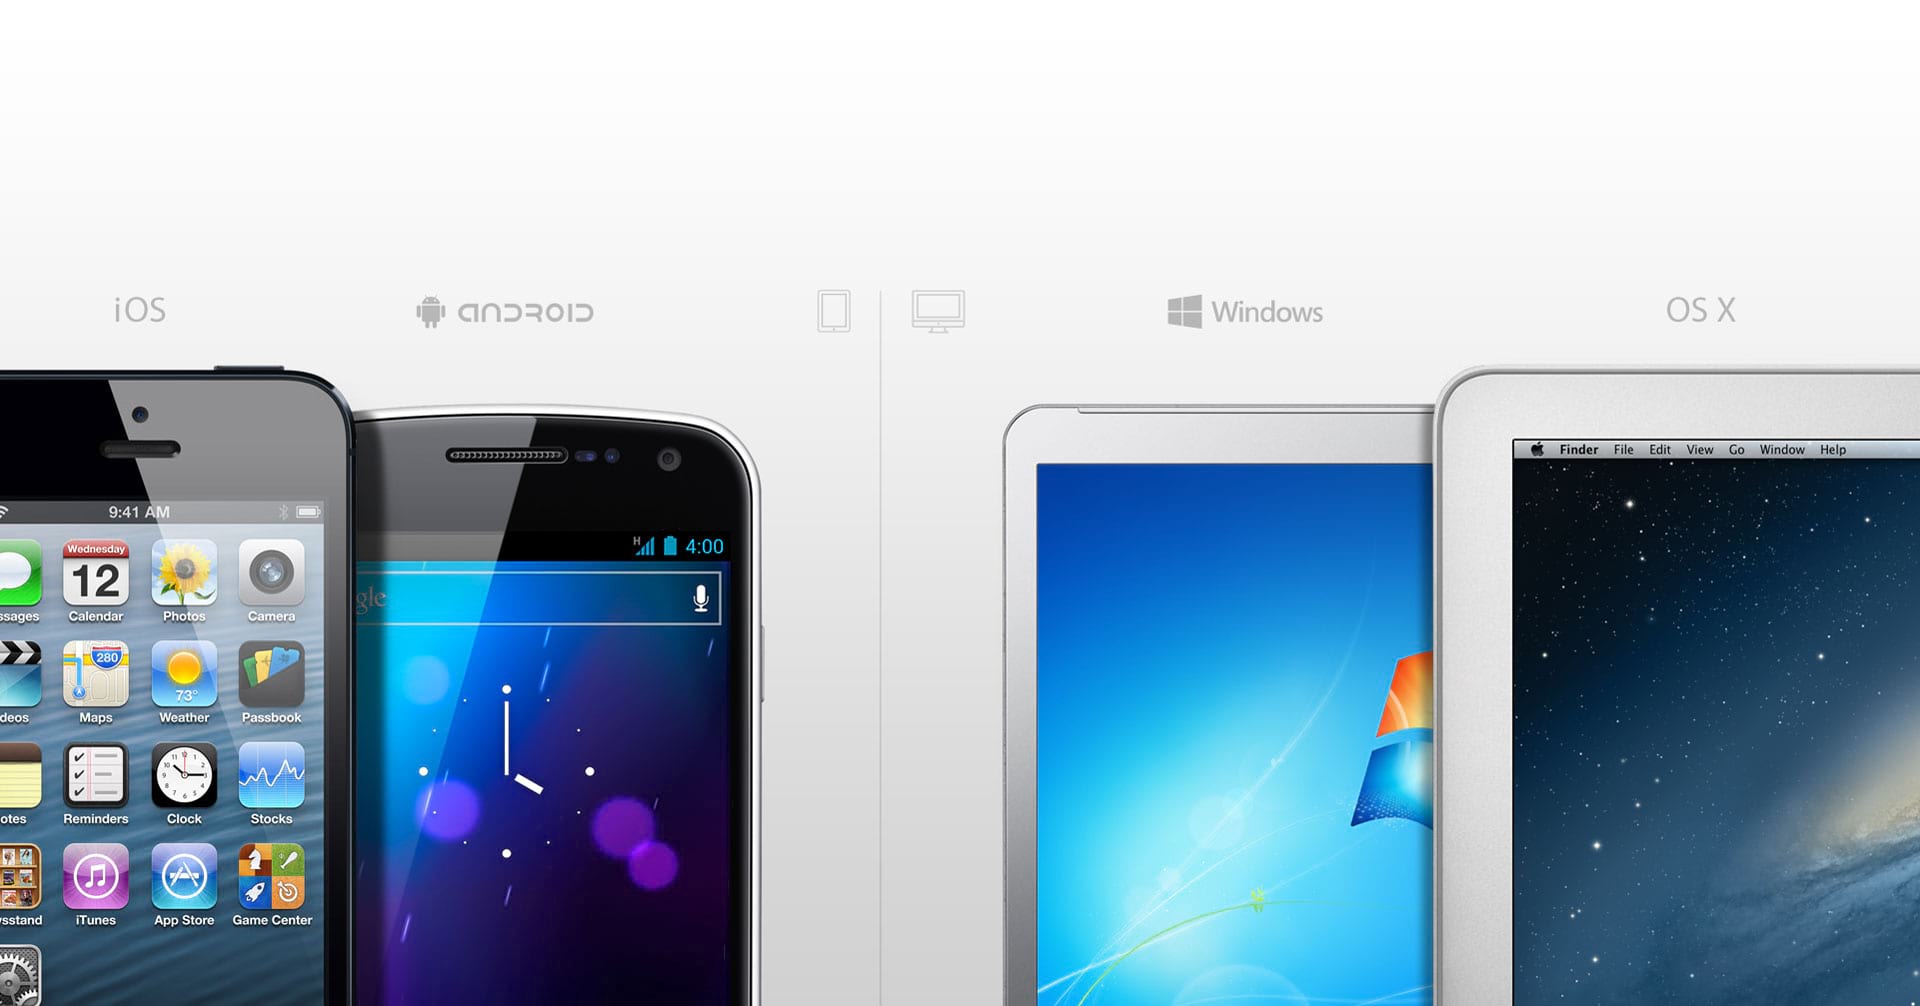 iOS
android
Windows
OS X
9:41 AM
Wednesday
12
ssages
Calendar
Photos
Camera
280
73°
deos
Maps
Weather
Passbook
otes
Reminders
Clock
Stocks
sstand
iTunes
App Store
Game Center
H
4:00
gle
Finder File Edit View Go Window Help